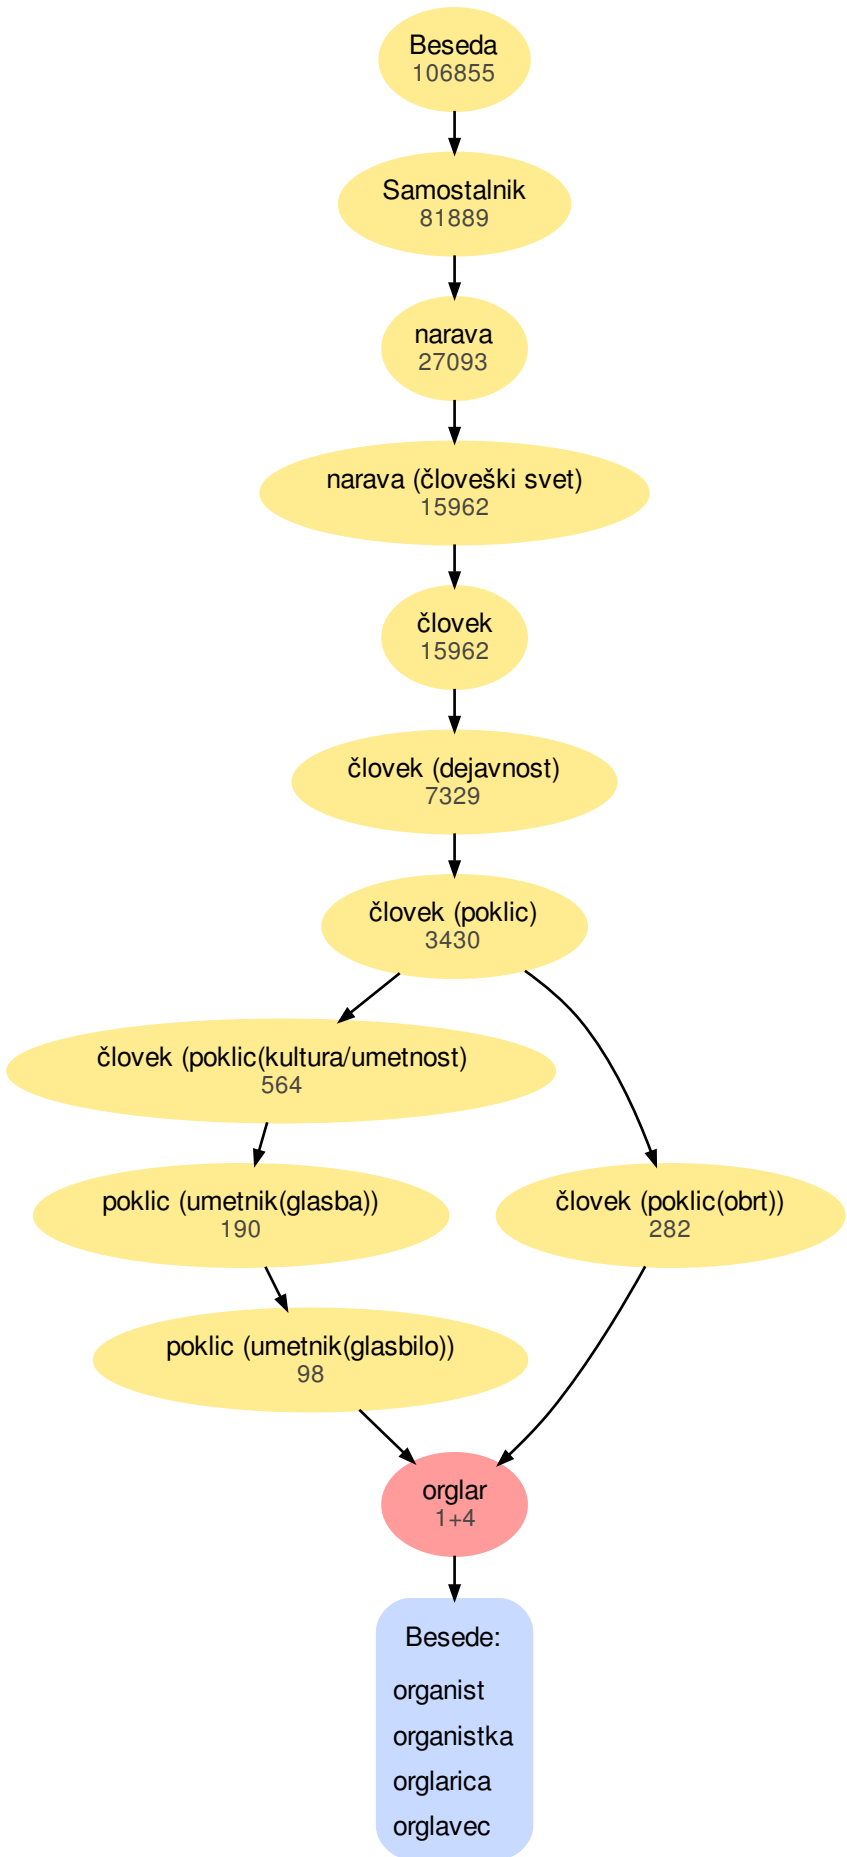 Beseda
106855
Samostalnik
81889
narava
27093
narava (človeški svet)
15962
človek
15962
človek (dejavnost)
7329
človek (poklic)
3430
človek (poklic(kultura/umetnost)
564
poklic (umetnik(glasba))
190
človek (poklic(obrt))
282
poklic (umetnik(glasbilo))
98
orglar
1+4
Besede:
organist
organistka
orglarica
orglavec